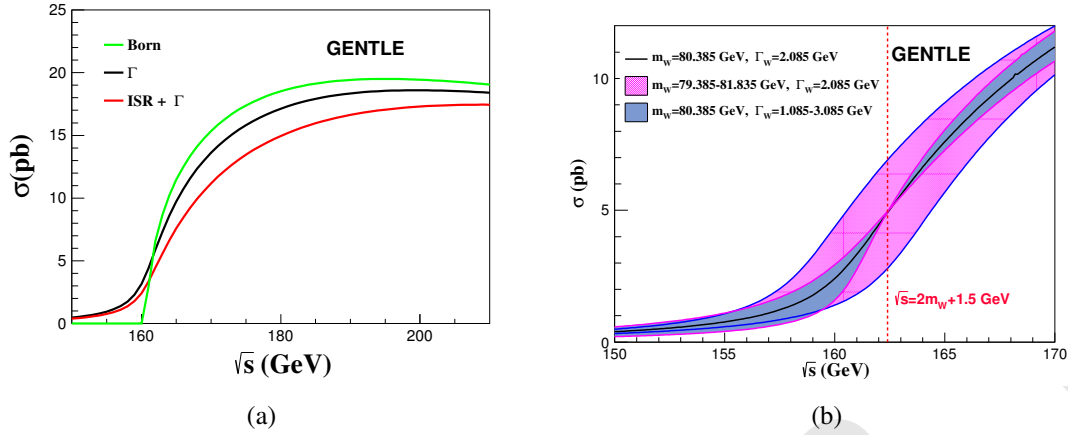 GENTLE
Born
Γ
ISR + Γ
σ(pb)
25
20
15
10
5
0
160 180 200
√s (GeV)
(a)
GENTLE
m_W=80.385 GeV, Γ_W=2.085 GeV
m_W=79.385-81.835 GeV, Γ_W=2.085 GeV
m_W=80.385 GeV, Γ_W=1.085-3.085 GeV
σ (pb)
10
5
0
√s=2m_W+1.5 GeV
150 155 160 165 170
√s (GeV)
(b)